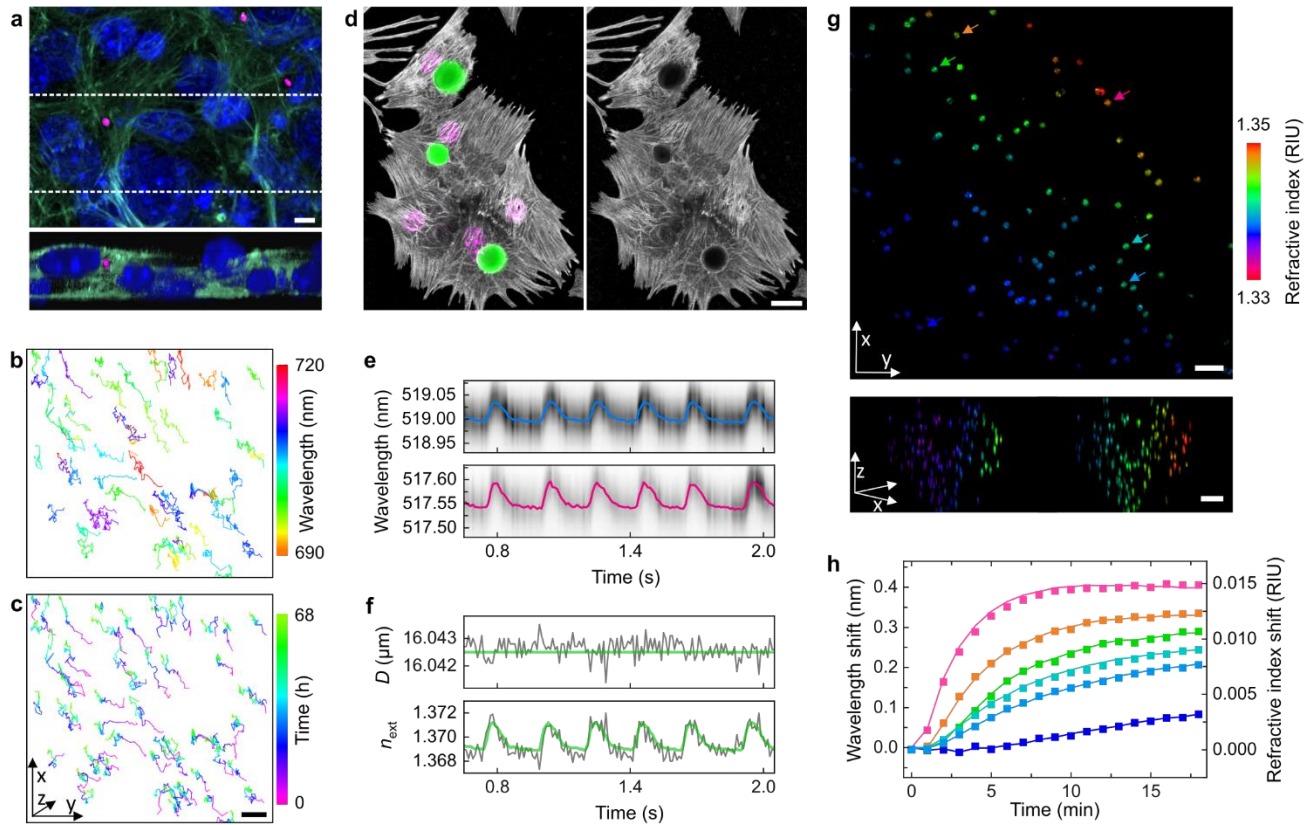 a
b
720
Wavelength (nm)
690
c
68
Time (h)
0
x
z
y
d
e
519.05
519.00
518.95
517.60
517.55
517.50
Wavelength (nm)
0.8
1.4
2.0
Time (s)
f
D (µm)
16.043
16.042
next
1.372
1.370
1.368
0.8
1.4
2.0
Time (s)
g
x
y
1.35
Refractive index (RIU)
1.33
z
x
h
Wavelength shift (nm)
0.4
0.3
0.2
0.1
0.0
0
5
10
15
Time (min)
0.015
0.010
0.005
0.000
Refractive index shift (RIU)